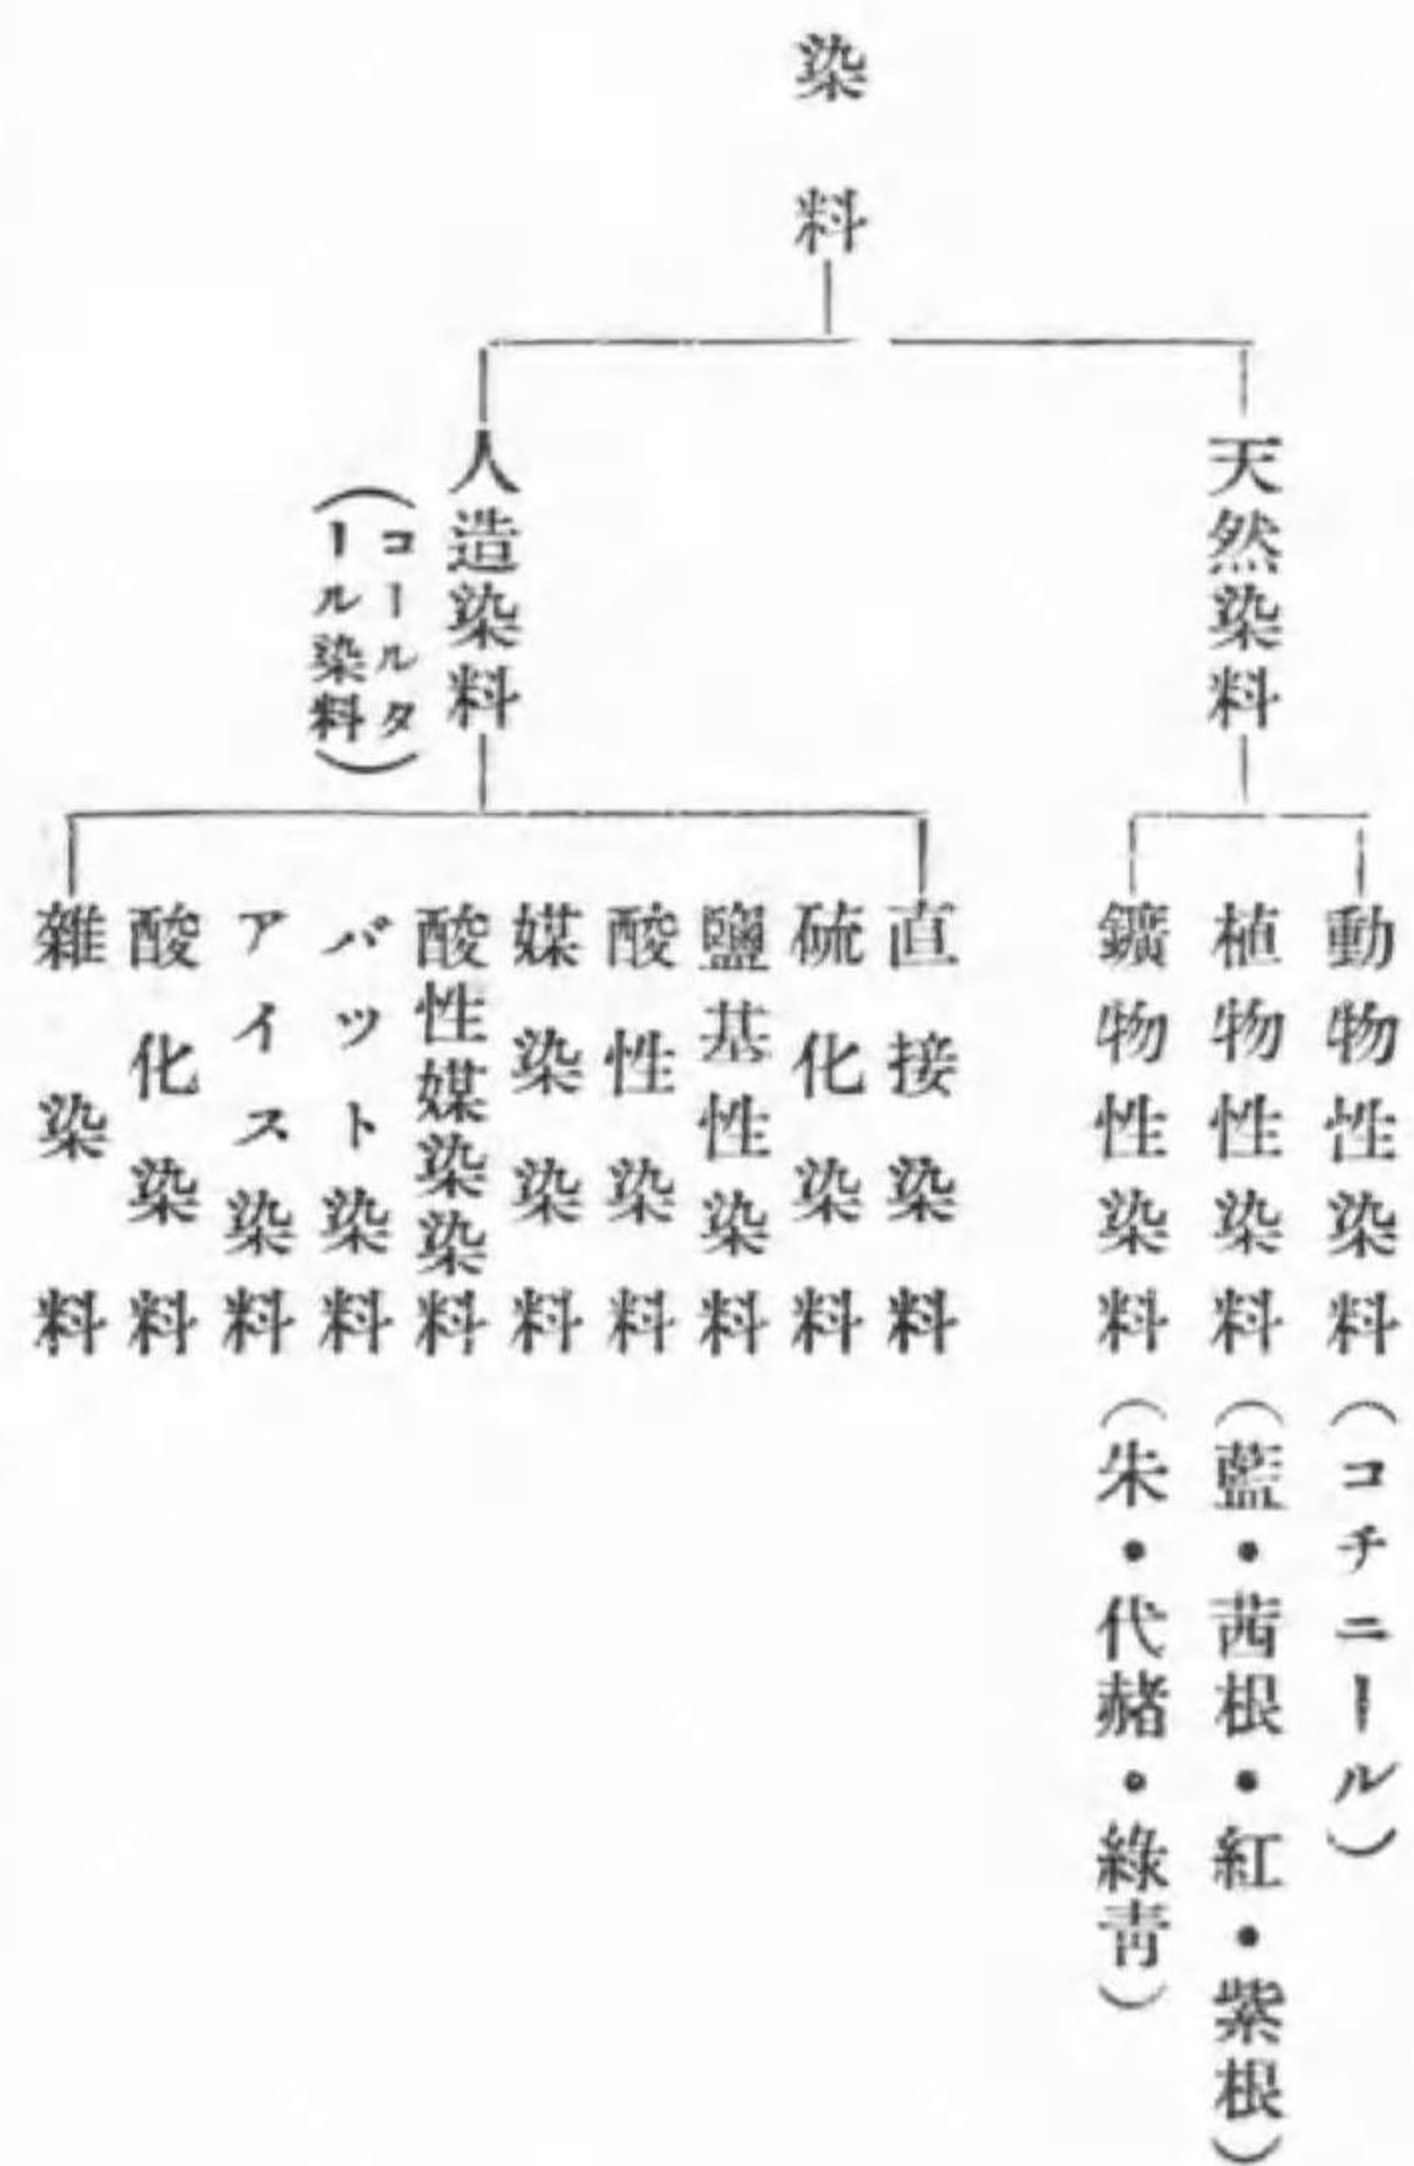 染料
天然染料
動物性染料（コチニール）
植物性染料（藍・茜根・紅・紫根）
鑛物性染料（朱・代赭・綠靑）
人造染料
（コールタ
ール染料）
直接染料
硫化染料
鹽基性染料
酸性染料
媒染染料
酸性媒染染料
バット染料
アイス染料
酸化染料
雜染料